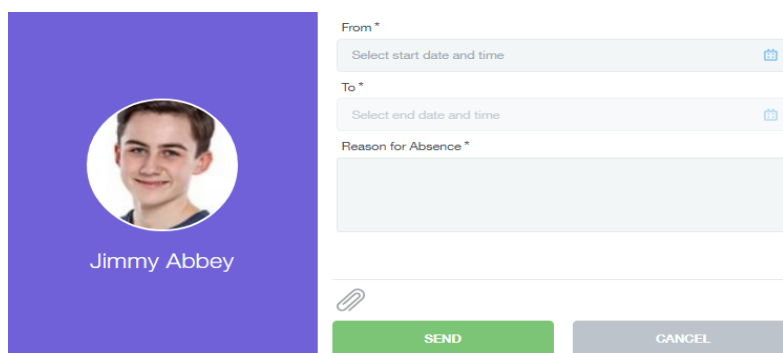 From *
Select start date and time
To *
Select end date and time
Reason for Absence *
Jimmy Abbey
SEND
CANCEL